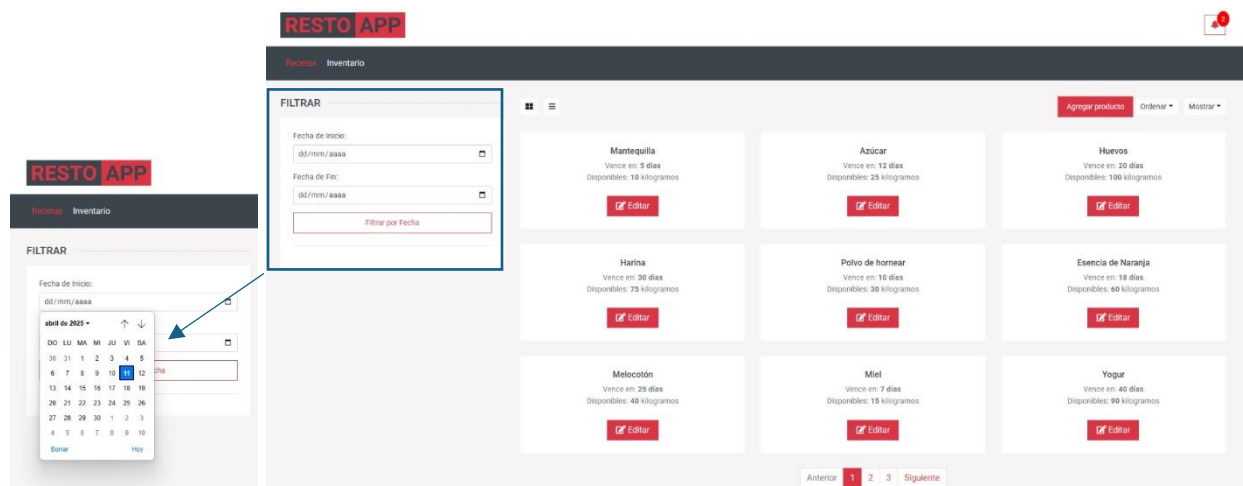 RESTO APP
2
Recetas Inventario
FILTRAR
Fecha de Inicio:
dd/mm/aaaa
Fecha de Fin:
dd/mm/aaaa
Filtrar por Fecha
Agregar producto Ordenar Mostrar
Mantequilla
Vence en: 5 días
Disponibles: 10 kilogramos
Editar
Azúcar
Vence en: 12 días
Disponibles: 25 kilogramos
Editar
Huevos
Vence en: 20 días
Disponibles: 100 kilogramos
Editar
Harina
Vence en: 30 días
Disponibles: 75 kilogramos
Editar
Polvo de hornear
Vence en: 10 días
Disponibles: 30 kilogramos
Editar
Esencia de Naranja
Vence en: 18 días
Disponibles: 60 kilogramos
Editar
Melocotón
Vence en: 25 días
Disponibles: 40 kilogramos
Editar
Miel
Vence en: 7 días
Disponibles: 15 kilogramos
Editar
Yogur
Vence en: 40 días
Disponibles: 90 kilogramos
Editar
Anterior 1 2 3 Siguiente
RESTO APP
Recetas Inventario
FILTRAR
Fecha de Inicio:
dd/mm/aaaa
abril de 2025
DO LU MA MI JU VI SA
30 31 1 2 3 4 5
6 7 8 9 10 11 12
13 14 15 16 17 18 19
20 21 22 23 24 25 26
27 28 29 30 1 2 3
4 5 6 7 8 9 10
Borrar Hoy
cha